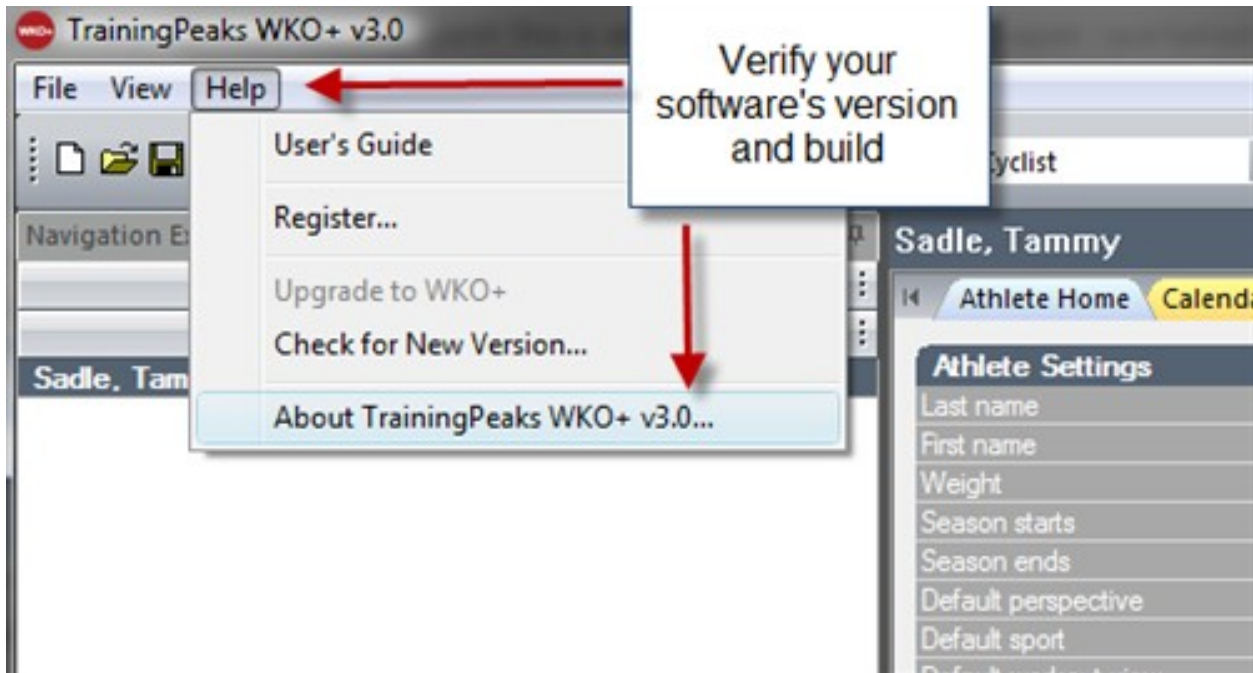 TrainingPeaks WKO+ v3.0
File View Help
Verify your
software's version
and build
User's Guide
Register...
Upgrade to WKO+
Check for New Version...
About TrainingPeaks WKO+ v3.0...
Navigation
Sadle, Tam
Sadle, Tammy
Athlete Home
Athlete Settings
Last name
First name
Weight
Season starts
Season ends
Default perspective
Default sport